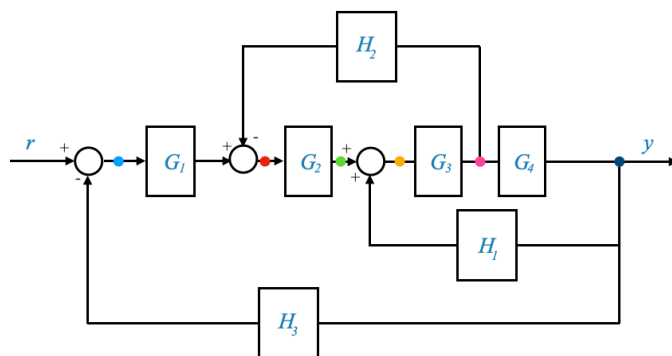 H₂
r + - G₁ + - G₂ + + G₃ G₄ y
H₁
H₃